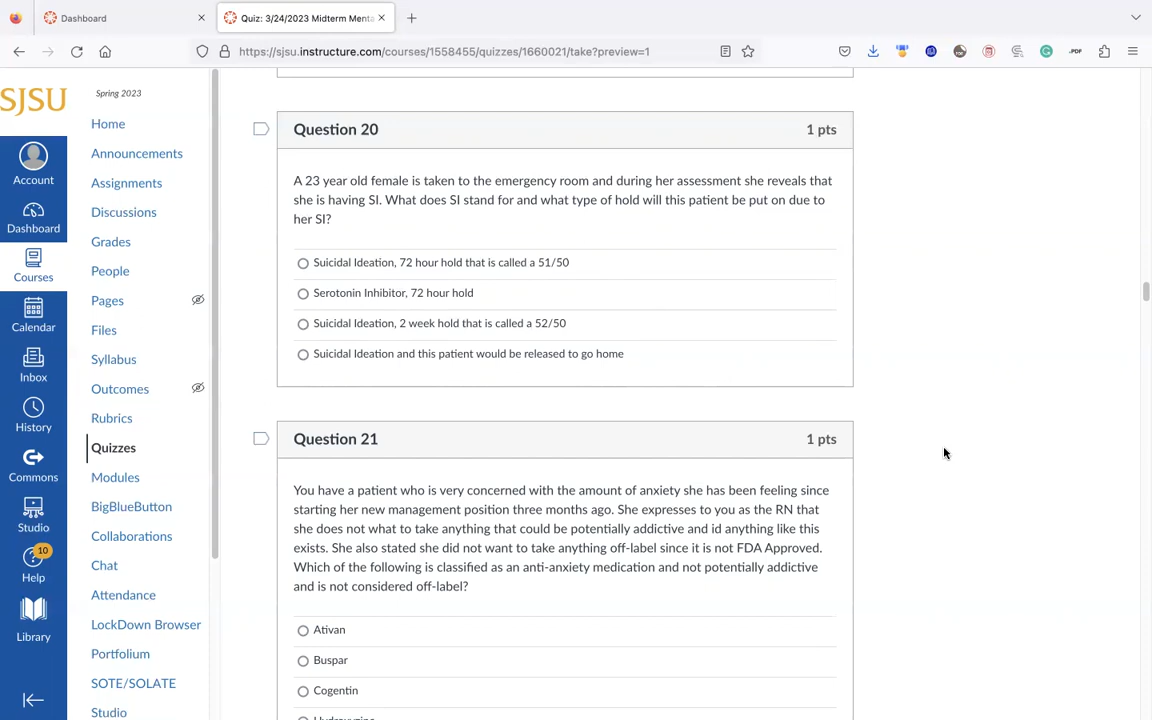 Dashboard
Quiz: 3/24/2023 Midterm Menta
https://sjsu.instructure.com/courses/1558455/quizzes/1660021/take?preview=1
.PDF
SJSU
Account
Dashboard
Courses
Calendar
Inbox
History
Commons
Studio
10
Help
Library
Spring 2023
Home
Announcements
Assignments
Discussions
Grades
People
Pages
Files
Syllabus
Outcomes
Rubrics
Quizzes
Modules
BigBlueButton
Collaborations
Chat
Attendance
LockDown Browser
Portfolium
SOTE/SOLATE
Studio
Question 20
1 pts
A 23 year old female is taken to the emergency room and during her assessment she reveals that
she is having SI. What does SI stand for and what type of hold will this patient be put on due to
her SI?
Suicidal Ideation, 72 hour hold that is called a 51/50
Serotonin Inhibitor, 72 hour hold
Suicidal Ideation, 2 week hold that is called a 52/50
Suicidal Ideation and this patient would be released to go home
Question 21
1 pts
You have a patient who is very concerned with the amount of anxiety she has been feeling since
starting her new management position three months ago. She expresses to you as the RN that
she does not what to take anything that could be potentially addictive and id anything like this
exists. She also stated she did not want to take anything off-label since it is not FDA Approved.
Which of the following is classified as an anti-anxiety medication and not potentially addictive
and is not considered off-label?
Ativan
Buspar
Cogentin